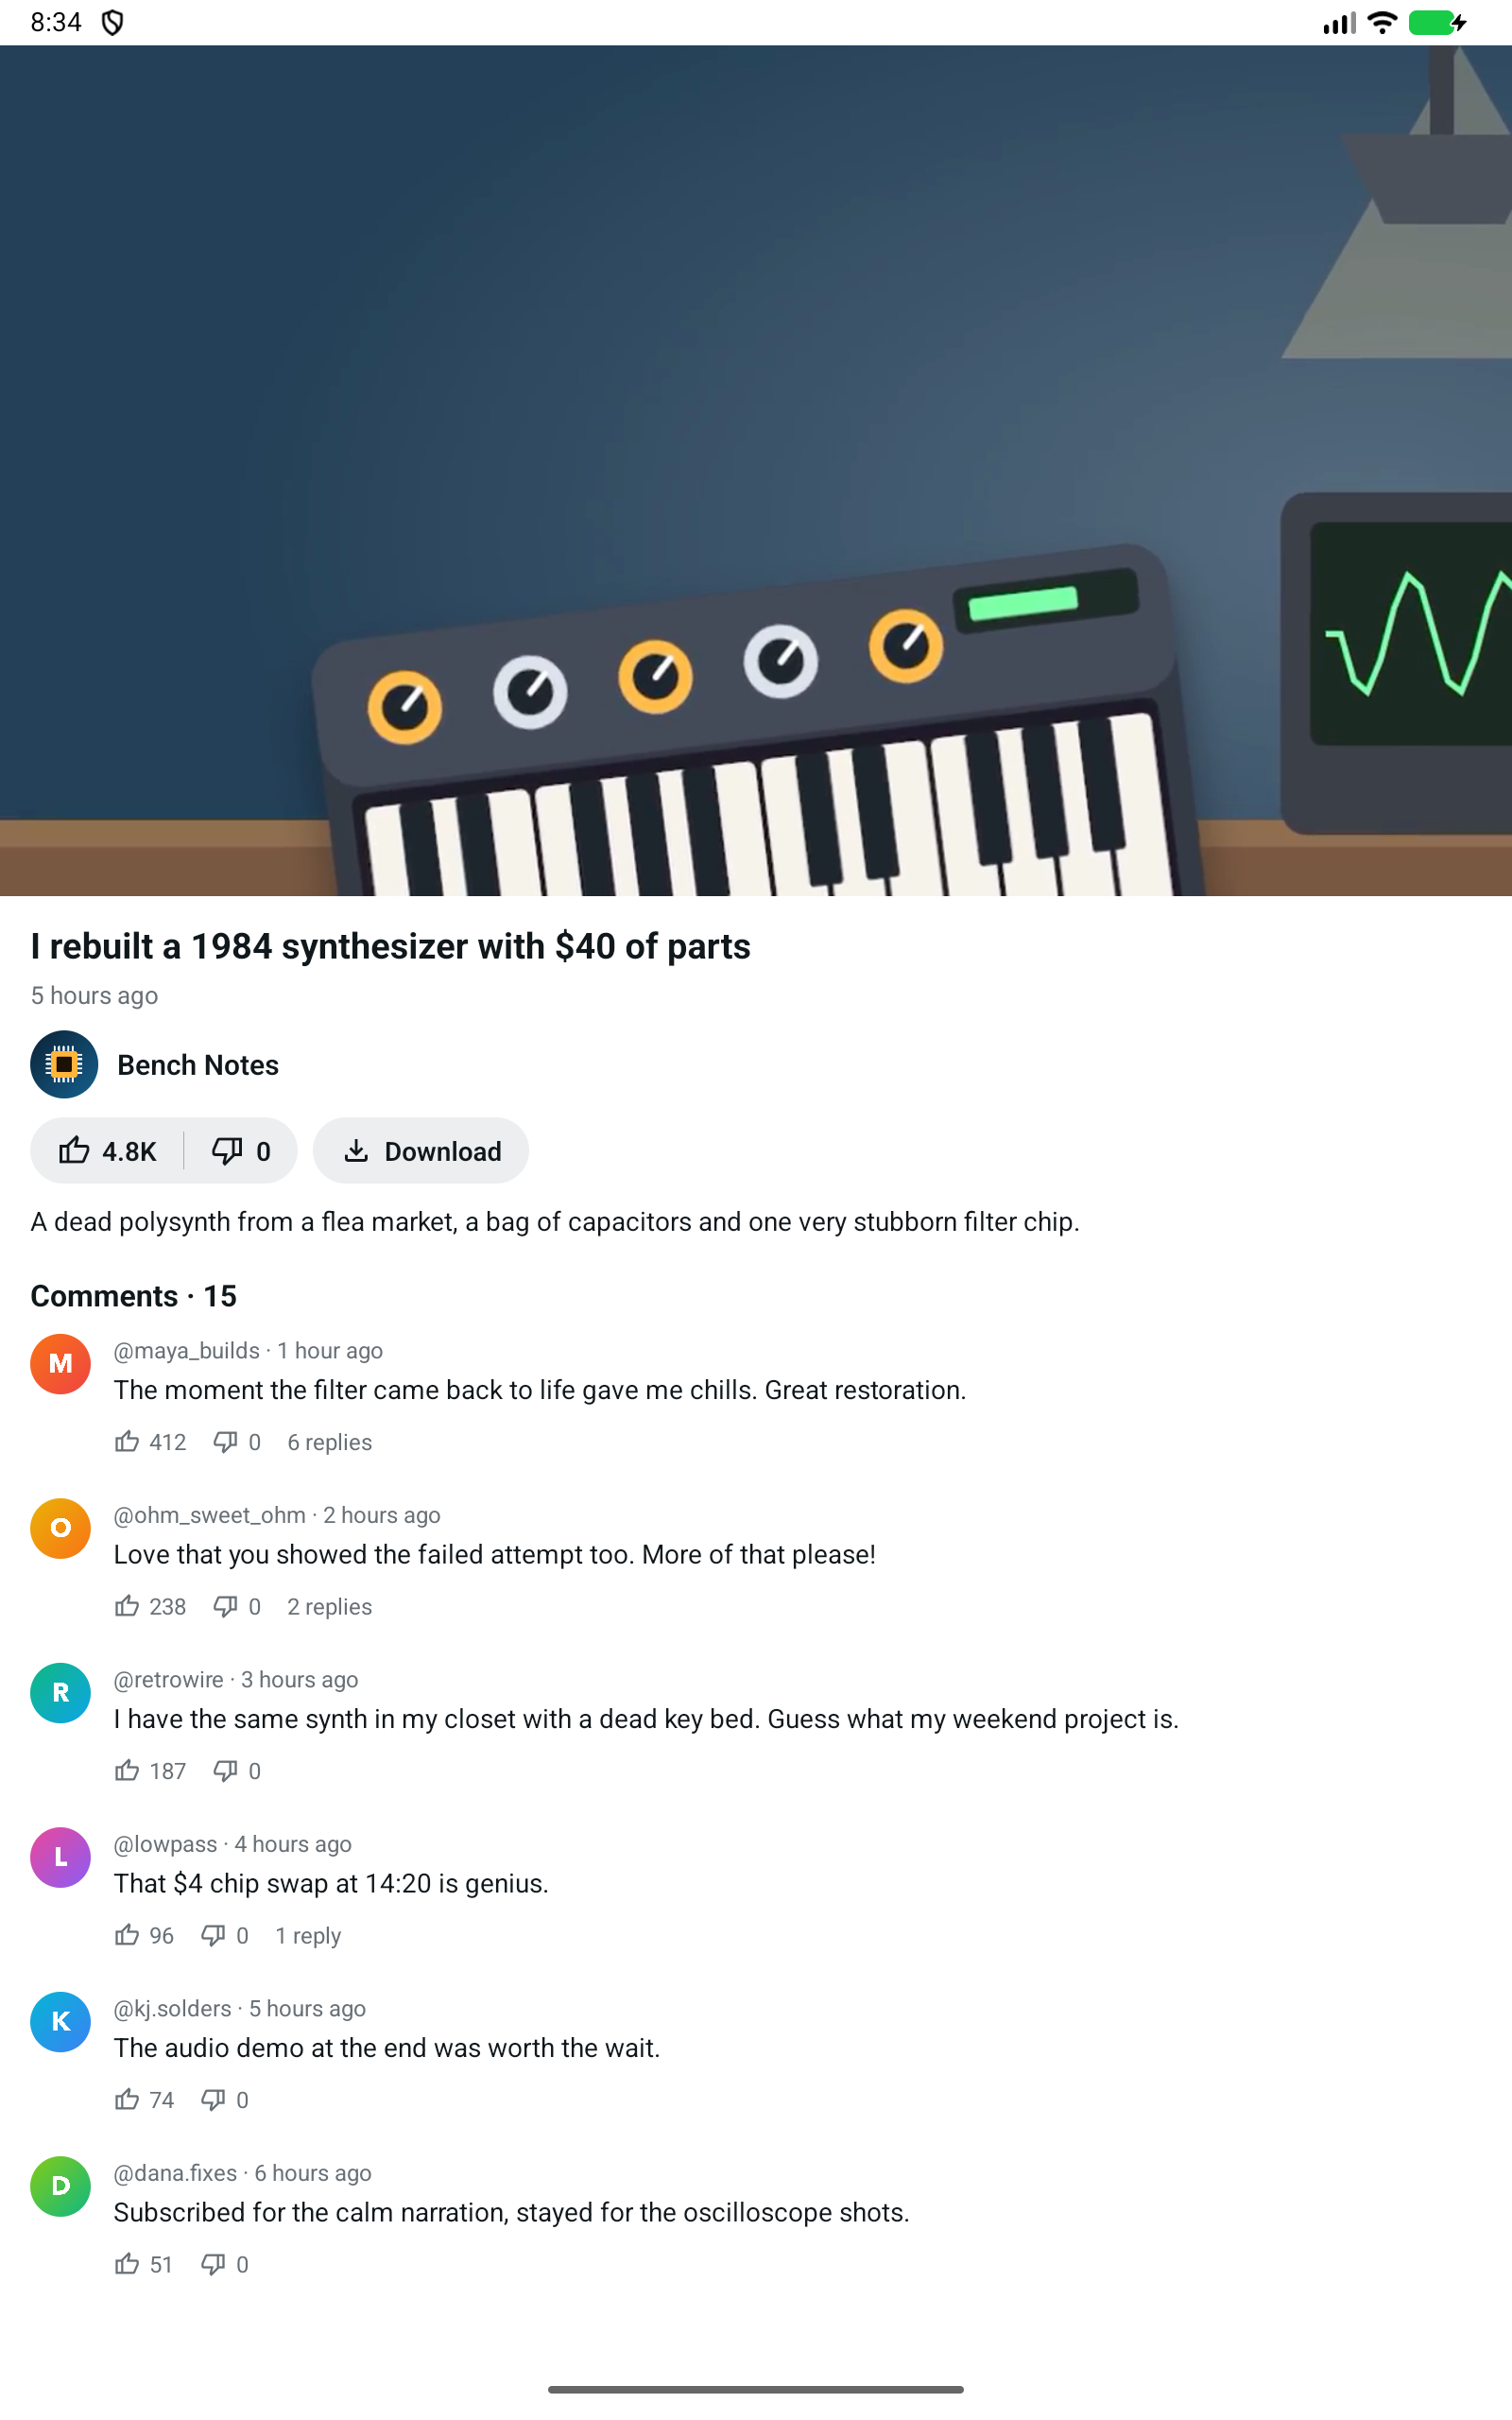 8:34
I rebuilt a 1984 synthesizer with $40 of parts
5 hours ago
Bench Notes
4.8K 0 Download
A dead polysynth from a flea market, a bag of capacitors and one very stubborn filter chip.
Comments · 15
M
@maya_builds · 1 hour ago
The moment the filter came back to life gave me chills. Great restoration.
412 0 6 replies
O
@ohm_sweet_ohm · 2 hours ago
Love that you showed the failed attempt too. More of that please!
238 0 2 replies
R
@retrowire · 3 hours ago
I have the same synth in my closet with a dead key bed. Guess what my weekend project is.
187 0
L
@lowpass · 4 hours ago
That $4 chip swap at 14:20 is genius.
96 0 1 reply
K
@kj.solders · 5 hours ago
The audio demo at the end was worth the wait.
74 0
D
@dana.fixes · 6 hours ago
Subscribed for the calm narration, stayed for the oscilloscope shots.
51 0